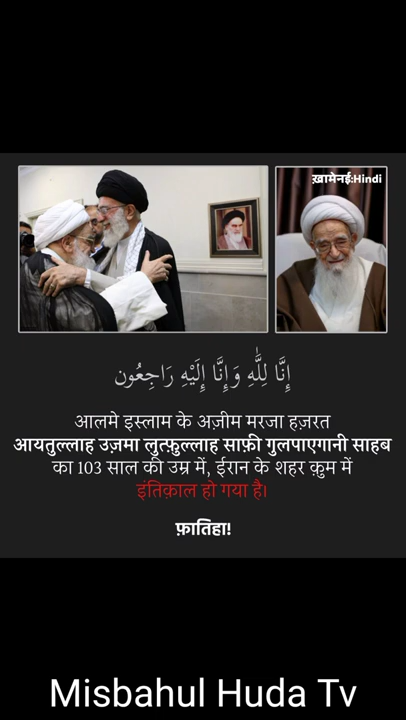 ख़ामेनई:Hindi
إِنَّا لِلَّٰهِ وَإِنَّا إِلَيْهِ رَاجِعُون
आलमे इस्लाम के अज़ीम मरजा हज़रत
आयतुल्लाह उज़मा लुत्फ़ुल्लाह साफ़ी गुलपाएगानी साहब
का 103 साल की उम्र में, ईरान के शहर क़ुम में
इंतिक़ाल हो गया है।
फ़ातिहा!
Misbahul Huda Tv